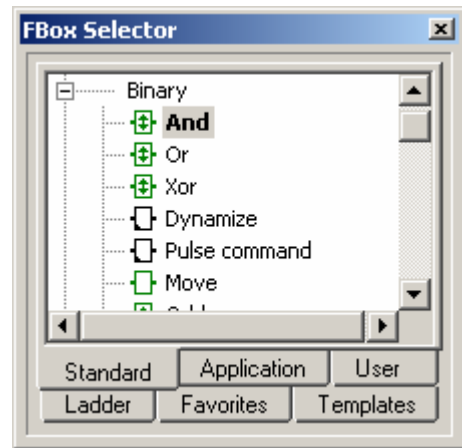 FBox Selector
Binary
And
Or
Xor
Dynamize
Pulse command
Move
Standard Application User
Ladder Favorites Templates